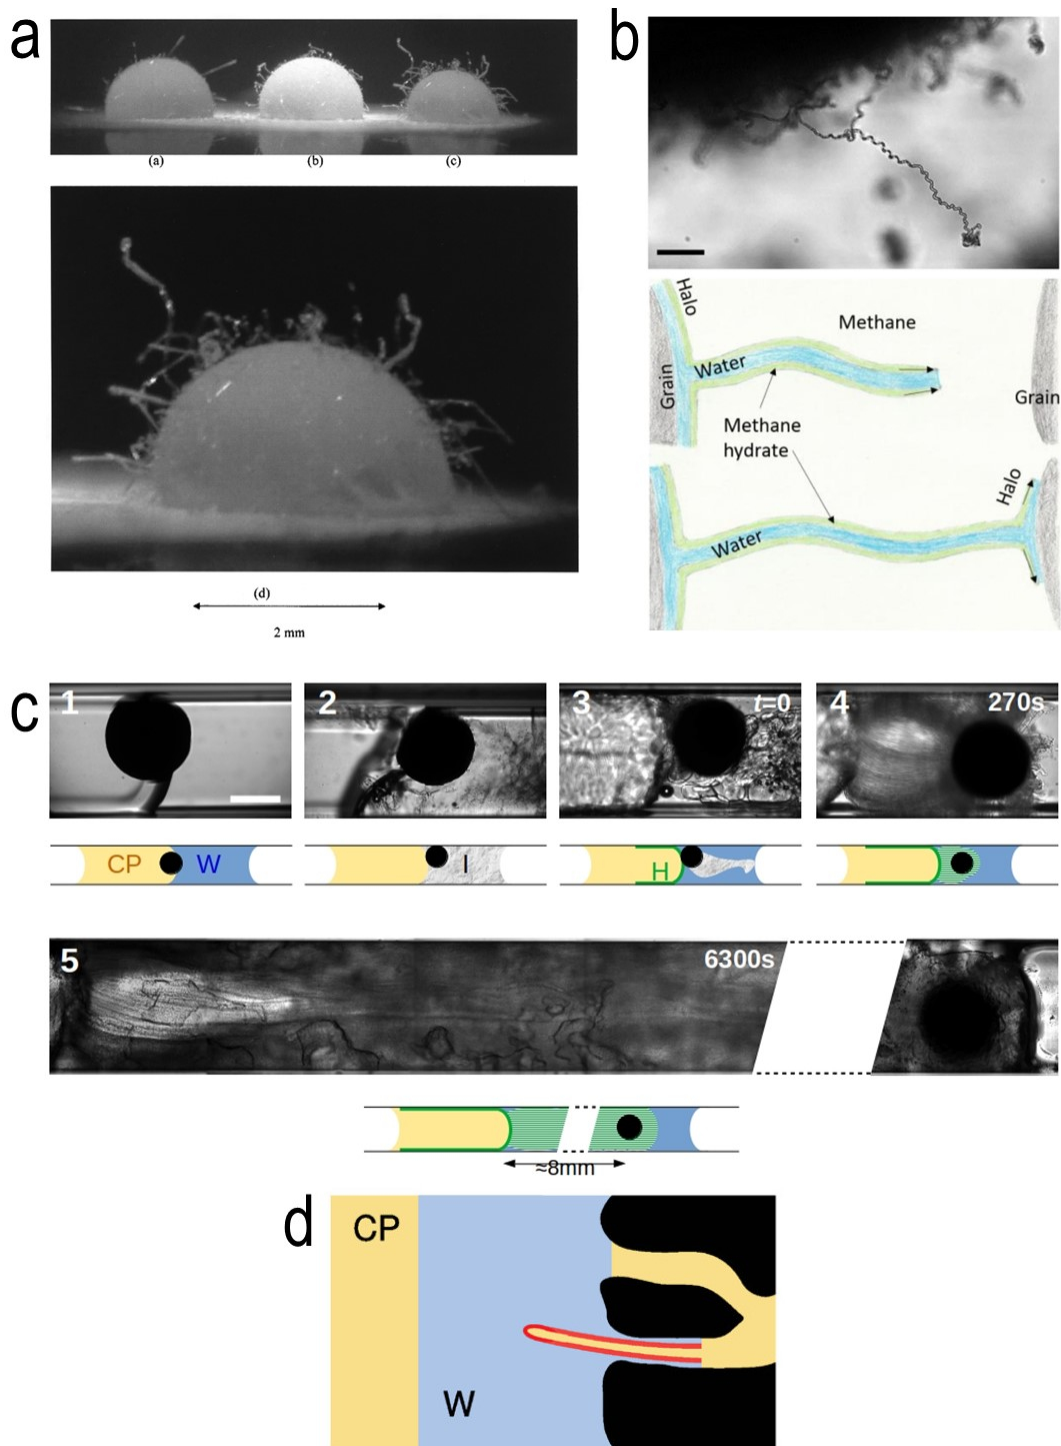 a
(a)
(b)
(c)
(d)
2 mm
b
Halo
Methane
Water
Grain
Grain
Methane
hydrate
Halo
Water
c
1
2
3
t=0
4
270s
CP
W
I
H
5
6300s
≈8mm
d
CP
W